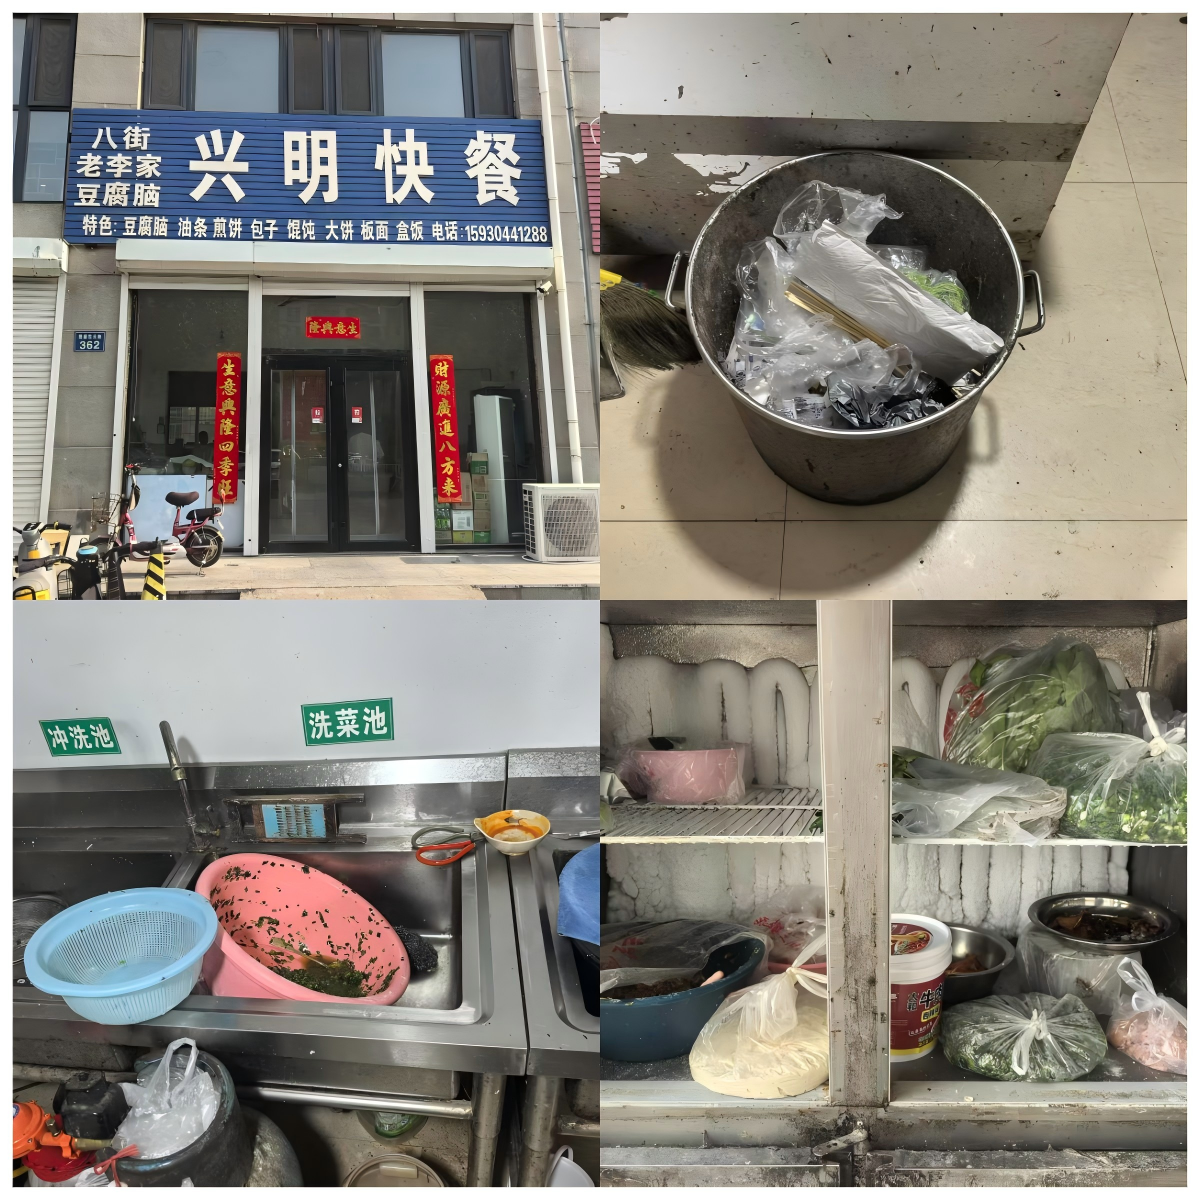 八街
老李家
豆腐脑
兴明快餐
特色: 豆腐脑 油条 煎饼 包子 馄饨 大饼 板面 盒饭 电话:15930441288
362
隆興意生
生意興隆四季旺
財源廣進八方来
冲洗池
洗菜池